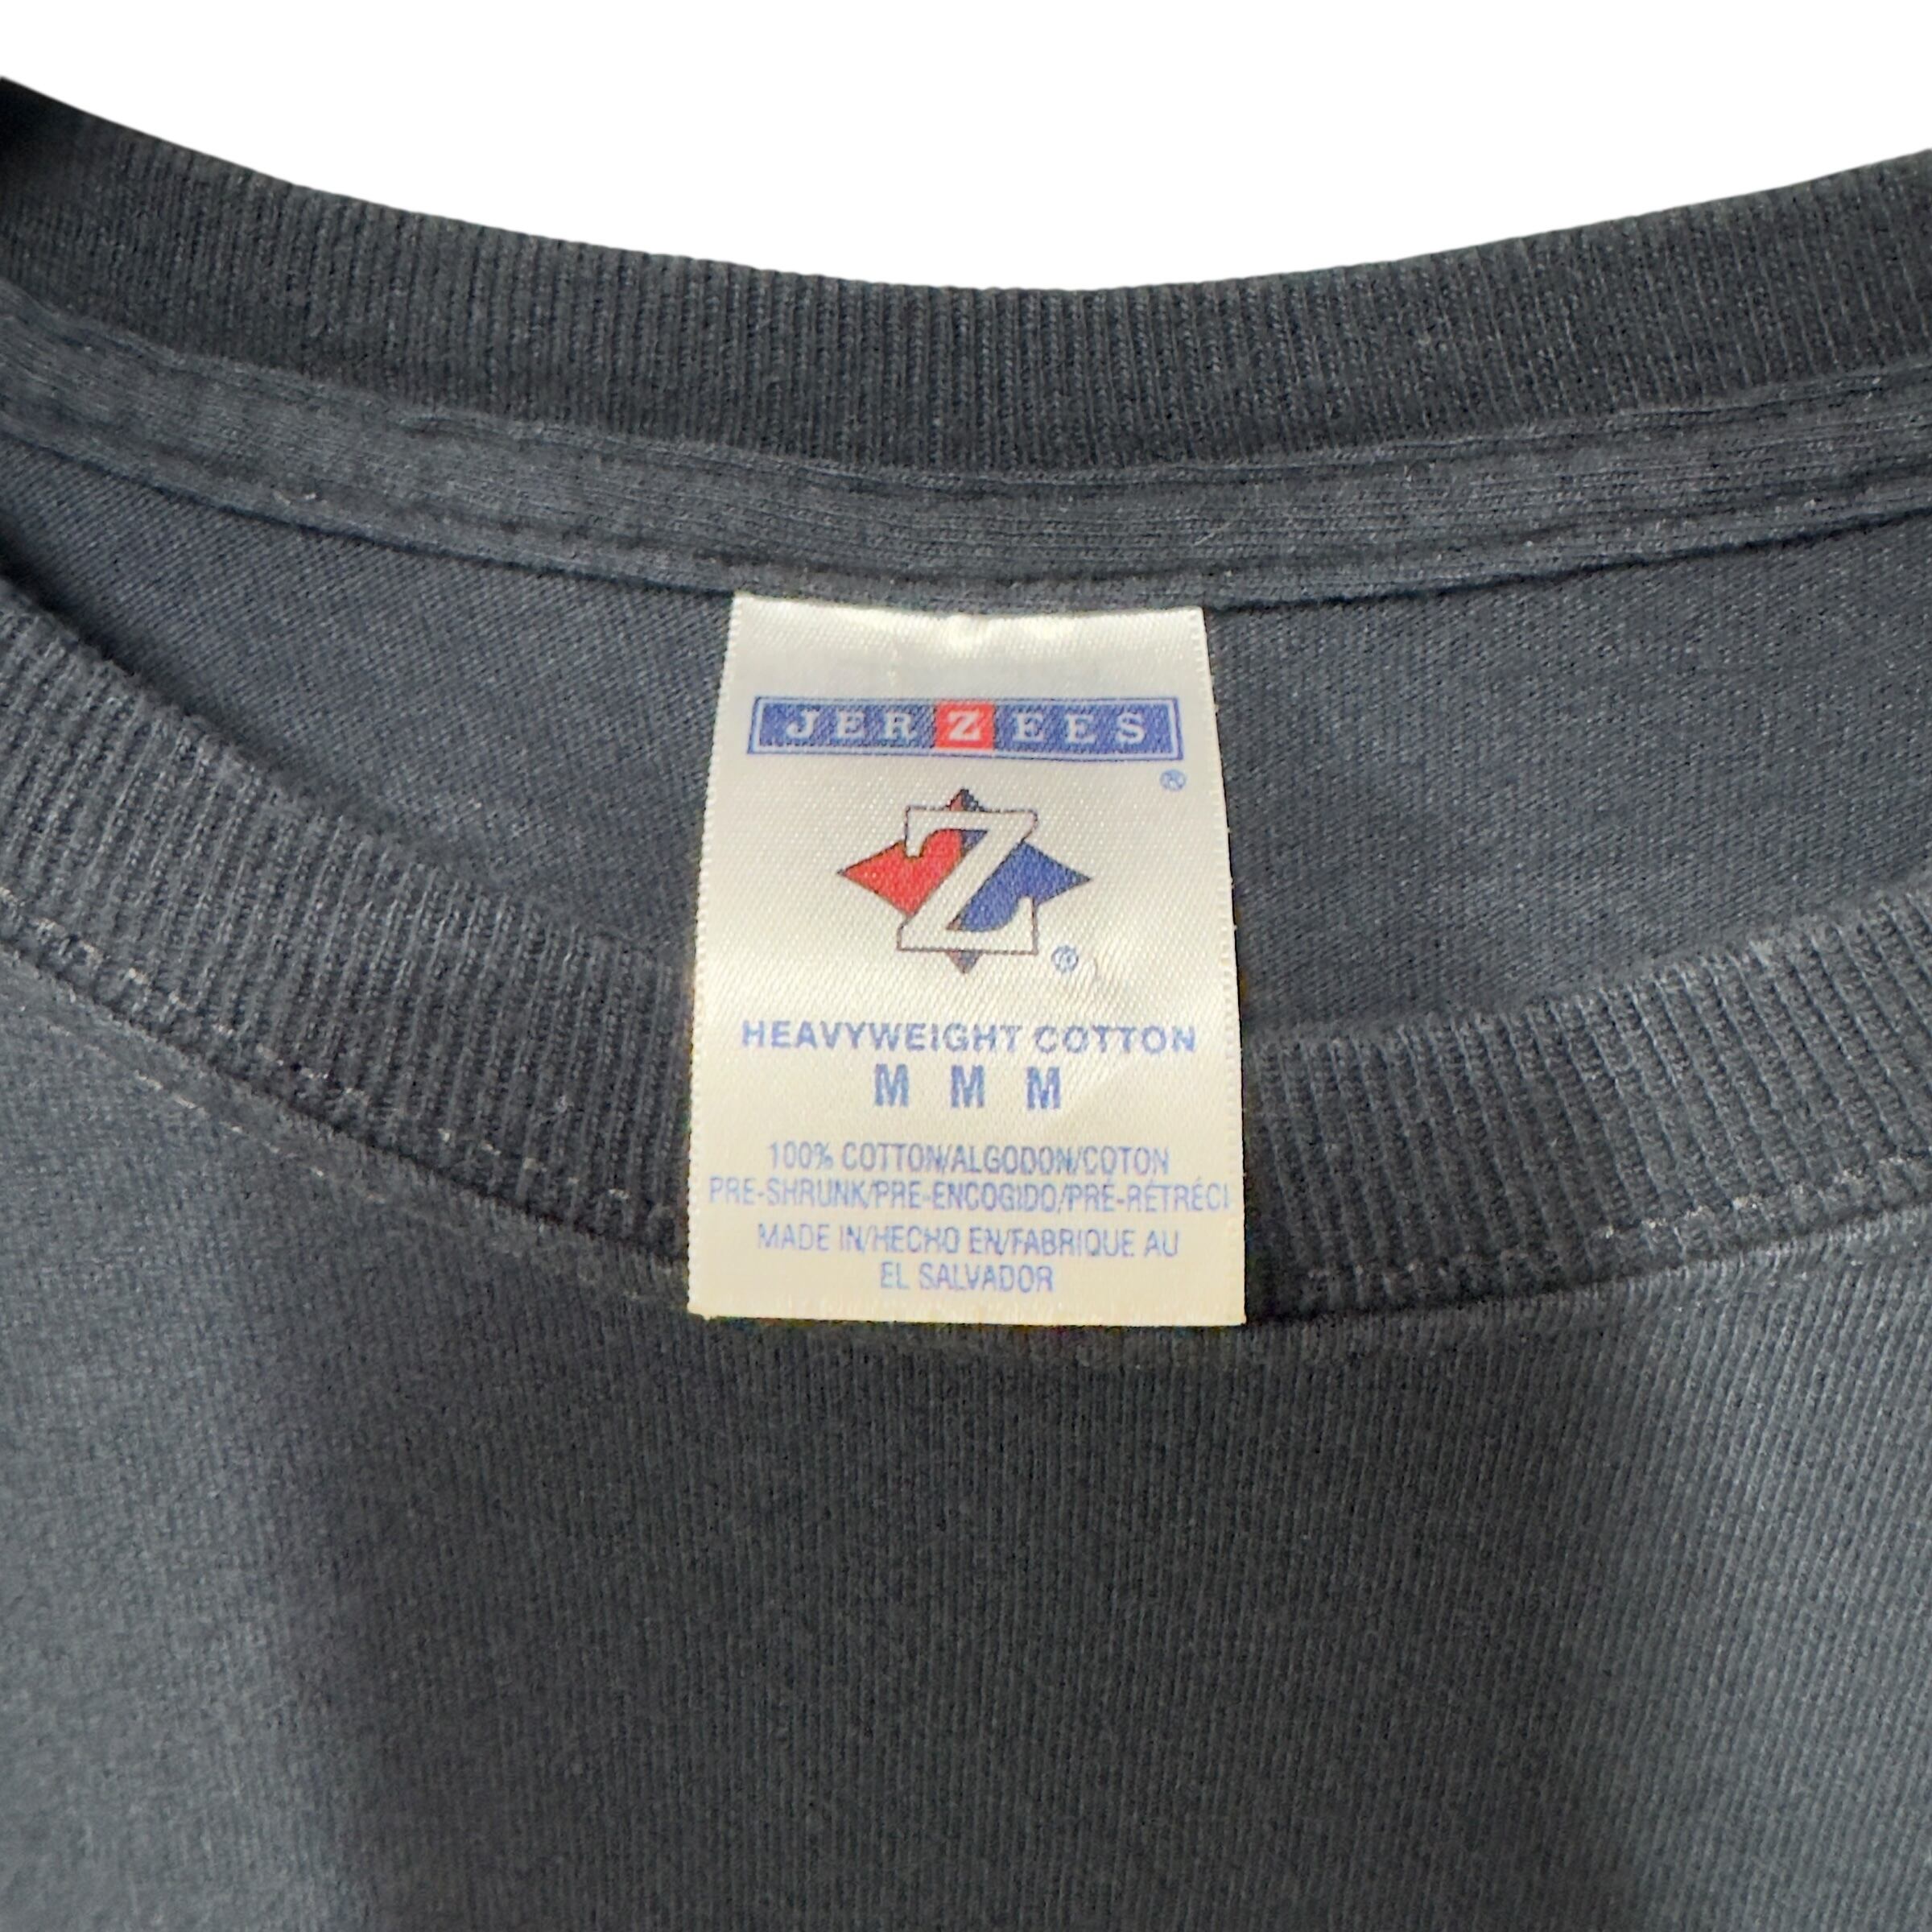 JERZEES
®
Z
®
HEAVYWEIGHT COTTON
M M M
100% COTTON/ALGODON/COTON
PRE-SHRUNK/PRE-ENCOGIDO/PRÉ-RÉTRÉCI
MADE IN/HECHO EN/FABRIQUE AU
EL SALVADOR